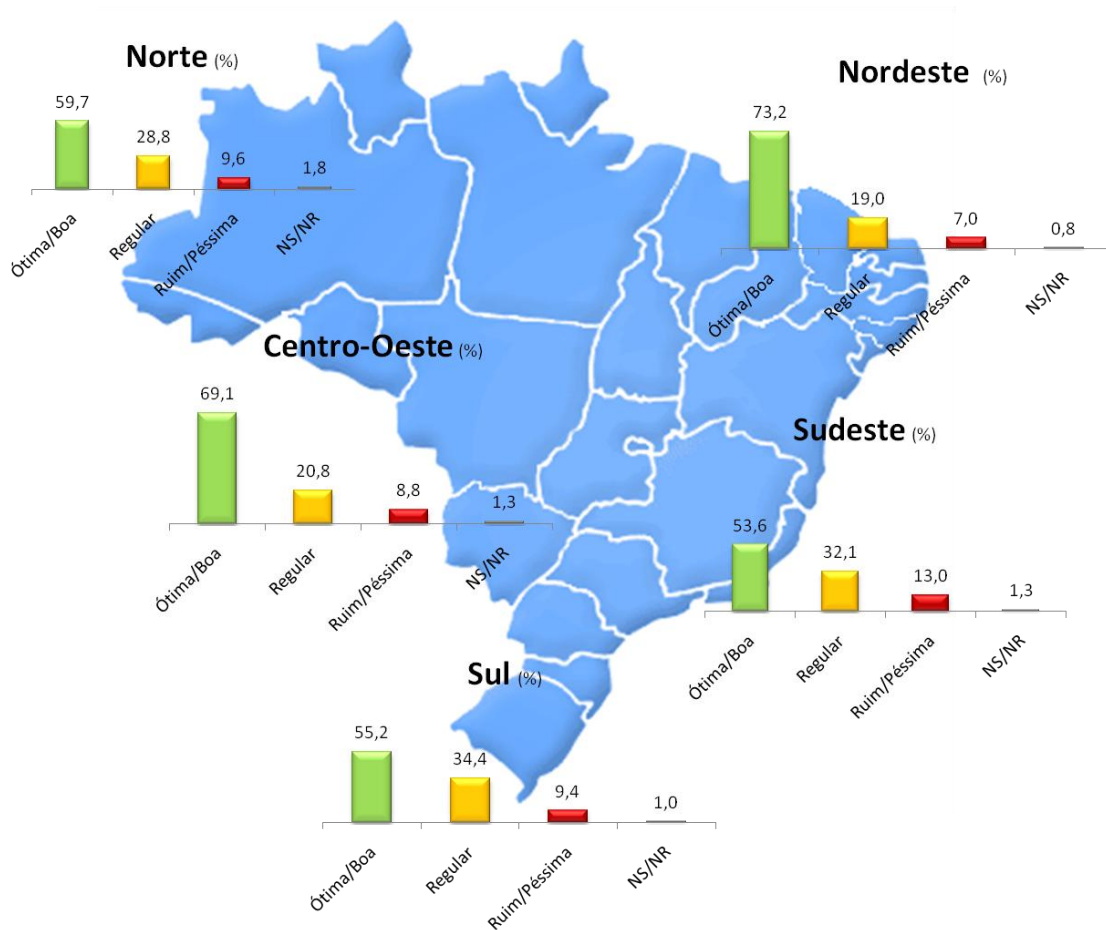 Norte (%)
59,7
28,8
9,6
1,8
Ótima/Boa
Regular
Ruim/Péssima
NS/NR
Nordeste (%)
73,2
19,0
7,0
0,8
Ótima/Boa
Regular
Ruim/Péssima
NS/NR
Centro-Oeste (%)
69,1
20,8
8,8
1,3
Ótima/Boa
Regular
Ruim/Péssima
NS/NR
Sudeste (%)
53,6
32,1
13,0
1,3
Ótima/Boa
Regular
Ruim/Péssima
NS/NR
Sul (%)
55,2
34,4
9,4
1,0
Ótima/Boa
Regular
Ruim/Péssima
NS/NR